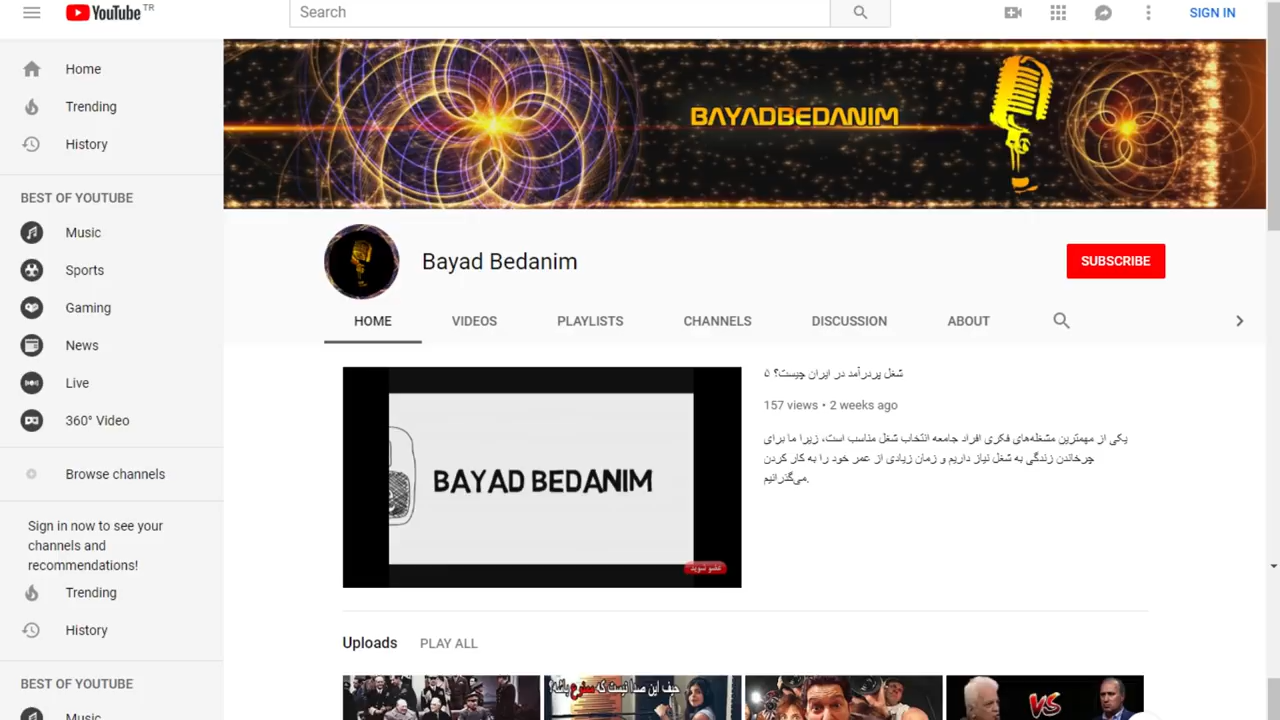 YouTube TR
Search
SIGN IN
Home
Trending
History
BEST OF YOUTUBE
Music
Sports
Gaming
News
Live
360° Video
Browse channels
Sign in now to see your
channels and
recommendations!
Trending
History
BEST OF YOUTUBE
Music
BAYADBEDANIM
Bayad Bedanim
SUBSCRIBE
HOME VIDEOS PLAYLISTS CHANNELS DISCUSSION ABOUT
BAYAD BEDANIM
عضو شوید
شغل پردرآمد در ایران چیست؟ ۵
157 views • 2 weeks ago
یکی از مهمترین مشغله‌های فکری افراد جامعه انتخاب شغل مناسب است، زیرا ما برای
چرخاندن زندگی به شغل نیاز داریم و زمان زیادی از عمر خود را به کار کردن
می‌گذرانیم.
Uploads PLAY ALL
حیف این صدا نیست که ممنوع باشه؟
VS